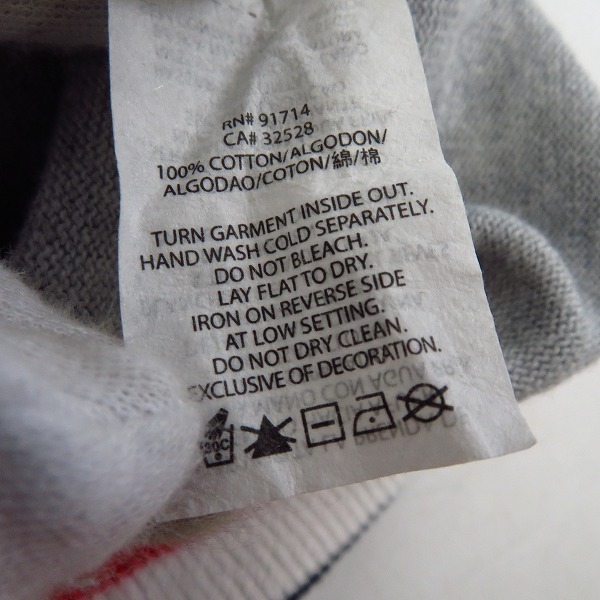 RN# 91714
CA# 32528
100% COTTON/ALGODON/
ALGODAO/COTON/綿/棉
TURN GARMENT INSIDE OUT.
HAND WASH COLD SEPARATELY.
DO NOT BLEACH.
LAY FLAT TO DRY.
IRON ON REVERSE SIDE
AT LOW SETTING.
DO NOT DRY CLEAN.
EXCLUSIVE OF DECORATION.